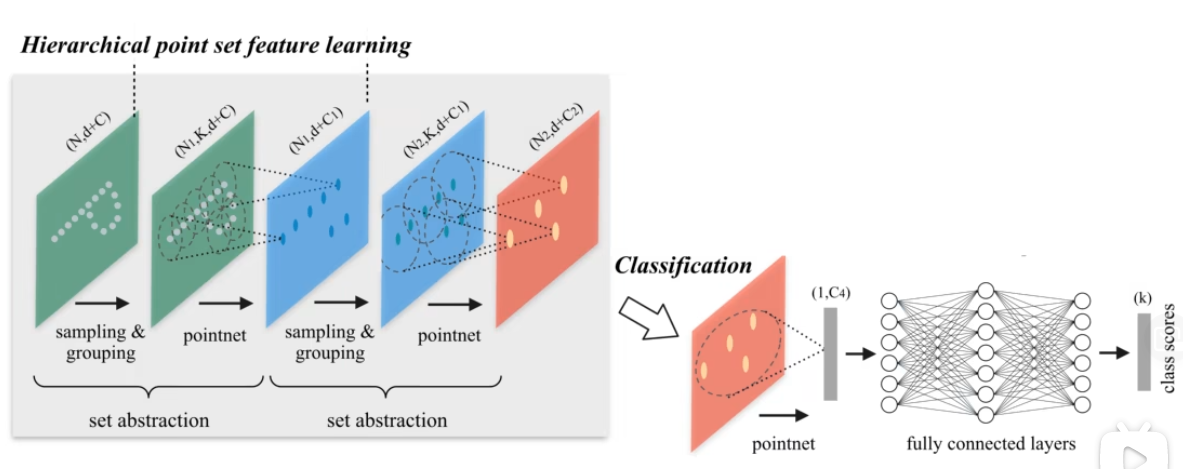 Hierarchical point set feature learning
(N,d+C)
(N1,K,d+C)
(N1,d+C1)
(N2,K,d+C1)
(N2,d+C2)
sampling &
grouping
pointnet
sampling &
grouping
pointnet
set abstraction
set abstraction
Classification
(1,C4)
(k)
class scores
pointnet
fully connected layers